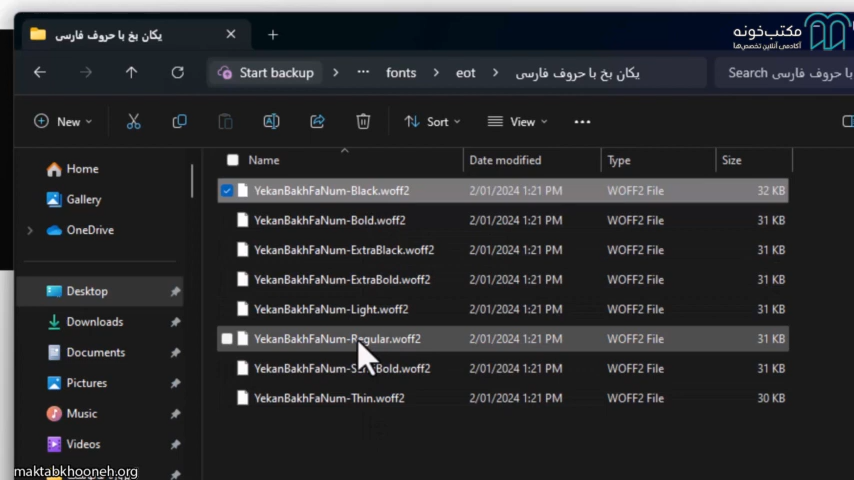 یکان بخ با حروف فارسی
مکتب‌خونه
آکادمی آنلاین تخصص‌ها
Start backup > ... fonts > eot > یکان بخ با حروف فارسی
Search یکان بخ با حروف فارسی
New Sort View ...
Name Date modified Type Size
Home
Gallery
OneDrive
Desktop
Downloads
Documents
Pictures
Music
Videos
YekanBakhFaNum-Black.woff2 2/01/2024 1:21 PM WOFF2 File 32 KB
YekanBakhFaNum-Bold.woff2 2/01/2024 1:21 PM WOFF2 File 31 KB
YekanBakhFaNum-ExtraBlack.woff2 2/01/2024 1:21 PM WOFF2 File 31 KB
YekanBakhFaNum-ExtraBold.woff2 2/01/2024 1:21 PM WOFF2 File 31 KB
YekanBakhFaNum-Light.woff2 2/01/2024 1:21 PM WOFF2 File 31 KB
YekanBakhFaNum-Regular.woff2 2/01/2024 1:21 PM WOFF2 File 31 KB
YekanBakhFaNum-SemiBold.woff2 2/01/2024 1:21 PM WOFF2 File 31 KB
YekanBakhFaNum-Thin.woff2 2/01/2024 1:21 PM WOFF2 File 30 KB
maktabkhooneh.org